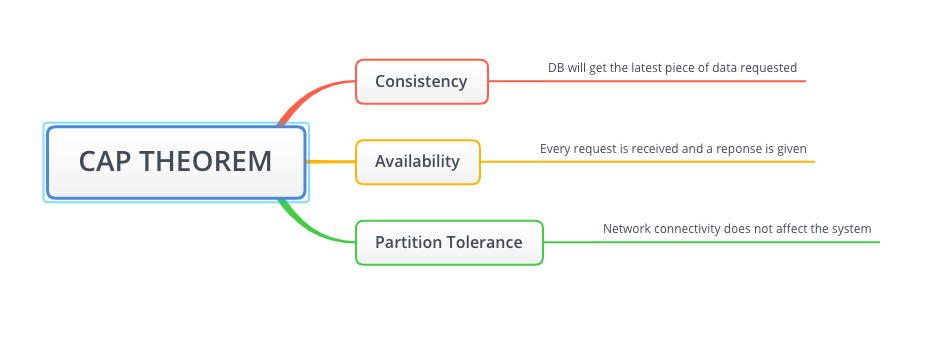 CAP THEOREM
Consistency
DB will get the latest piece of data requested
Availability
Every request is received and a reponse is given
Partition Tolerance
Network connectivity does not affect the system